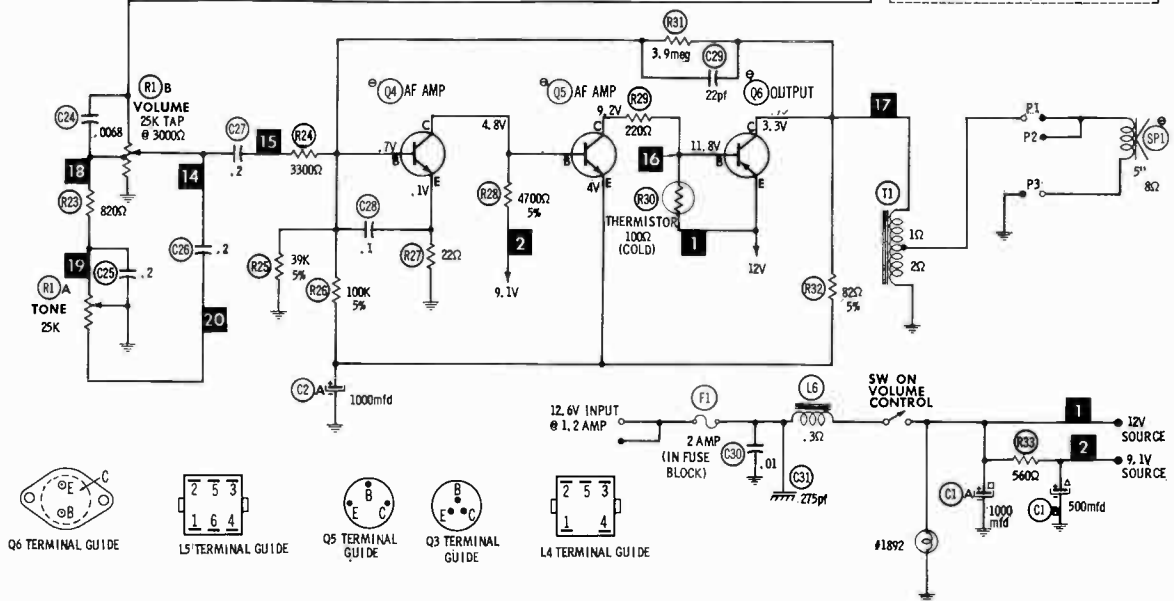 R31
3.9meg
C29
22pf
R1 B
VOLUME
25K TAP
@ 3000Ω
C24
.0068
Q4 AF AMP
Q5 AF AMP
Q6 OUTPUT
9.2V
R29
220Ω
17
3.3V
P1
P2
P3
SP1
5"
8Ω
C27
.2
15
R24
3300Ω
4.8V
C
C
C
.7V
B
E
.1V
B
E
4V
16
11.8V
B
E
18
14
R23
820Ω
R28
4700Ω
5%
R30
THERMISTOR
100Ω
(COLD)
1
12V
T1
1Ω
2Ω
C28
.1
2
9.1V
19
C25
.2
C26
.2
R25
39K
5%
R27
22Ω
R1 A
TONE
25K
20
R26
100K
5%
R32
82Ω
5%
C2 A
1000mfd
12.6V INPUT
@ 1.2 AMP
F1
2 AMP
(IN FUSE
BLOCK)
L6
.3Ω
SW ON
VOLUME
CONTROL
1
12V
SOURCE
2
9.1V
SOURCE
R33
560Ω
C30
.01
C31
275pf
C1 A
1000
mfd
C1 B
500mfd
#1892
E
B
C
Q6 TERMINAL GUIDE
2 5 3
1 6 4
L5 TERMINAL GUIDE
B
E C
Q5 TERMINAL
GUIDE
B
E C
Q3 TERMINAL
GUIDE
2 5 3
1 4
L4 TERMINAL GUIDE